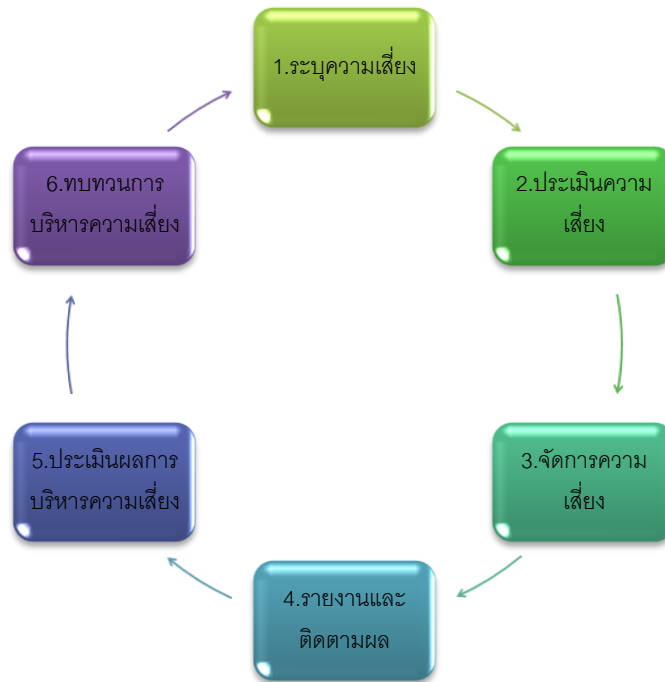 1.ระบุความเสี่ยง
2.ประเมินความ
เสี่ยง
3.จัดการความ
เสี่ยง
4.รายงานและ
ติดตามผล
5.ประเมินผลการ
บริหารความเสี่ยง
6.ทบทวนการ
บริหารความเสี่ยง